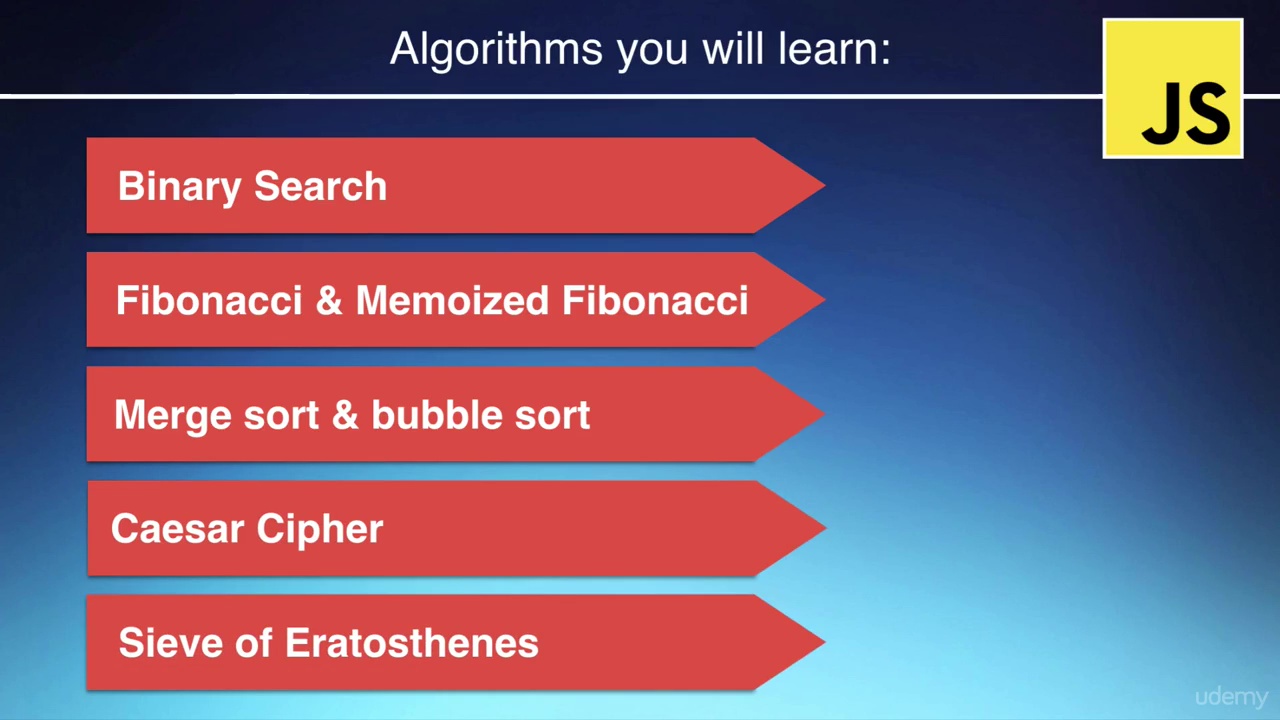 Algorithms you will learn:
JS
Binary Search
Fibonacci & Memoized Fibonacci
Merge sort & bubble sort
Caesar Cipher
Sieve of Eratosthenes
udemy